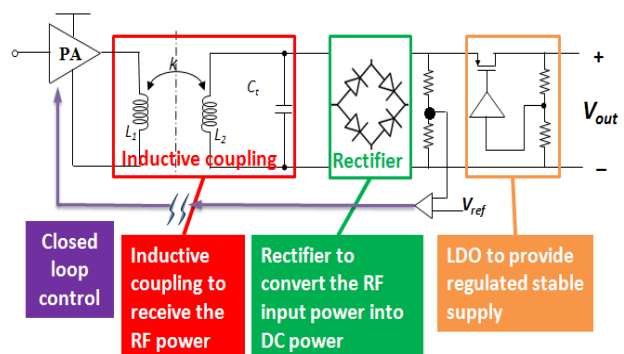 PA
k
L1
L2
Ct
Inductive coupling
Rectifier
+
Vout
–
Vref
Closed
loop
control
Inductive
coupling to
receive the
RF power
Rectifier to
convert the RF
input power into
DC power
LDO to provide
regulated stable
supply